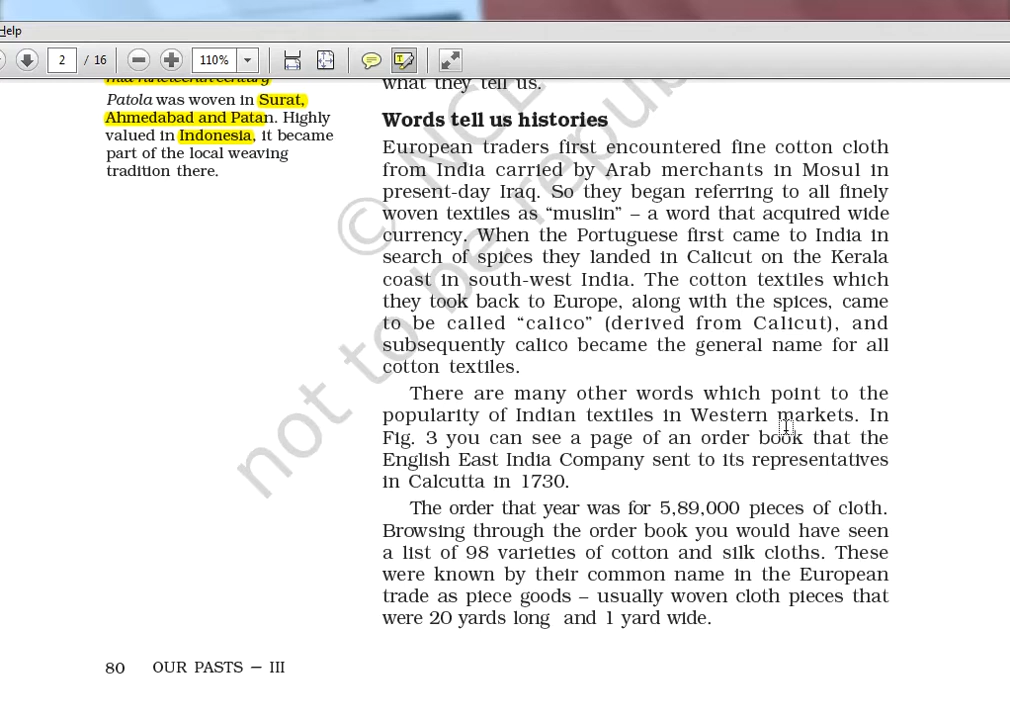 Help
2 / 16
110%
mid-nineteenth century
Patola was woven in Surat,
Ahmedabad and Patan. Highly
valued in Indonesia, it became
part of the local weaving
tradition there.
what they tell us.
Words tell us histories
European traders first encountered fine cotton cloth
from India carried by Arab merchants in Mosul in
present-day Iraq. So they began referring to all finely
woven textiles as “muslin” – a word that acquired wide
currency. When the Portuguese first came to India in
search of spices they landed in Calicut on the Kerala
coast in south-west India. The cotton textiles which
they took back to Europe, along with the spices, came
to be called “calico” (derived from Calicut), and
subsequently calico became the general name for all
cotton textiles.
There are many other words which point to the
popularity of Indian textiles in Western markets. In
Fig. 3 you can see a page of an order book that the
English East India Company sent to its representatives
in Calcutta in 1730.
The order that year was for 5,89,000 pieces of cloth.
Browsing through the order book you would have seen
a list of 98 varieties of cotton and silk cloths. These
were known by their common name in the European
trade as piece goods – usually woven cloth pieces that
were 20 yards long and 1 yard wide.
80 OUR PASTS – III
© NCE
not to be repub